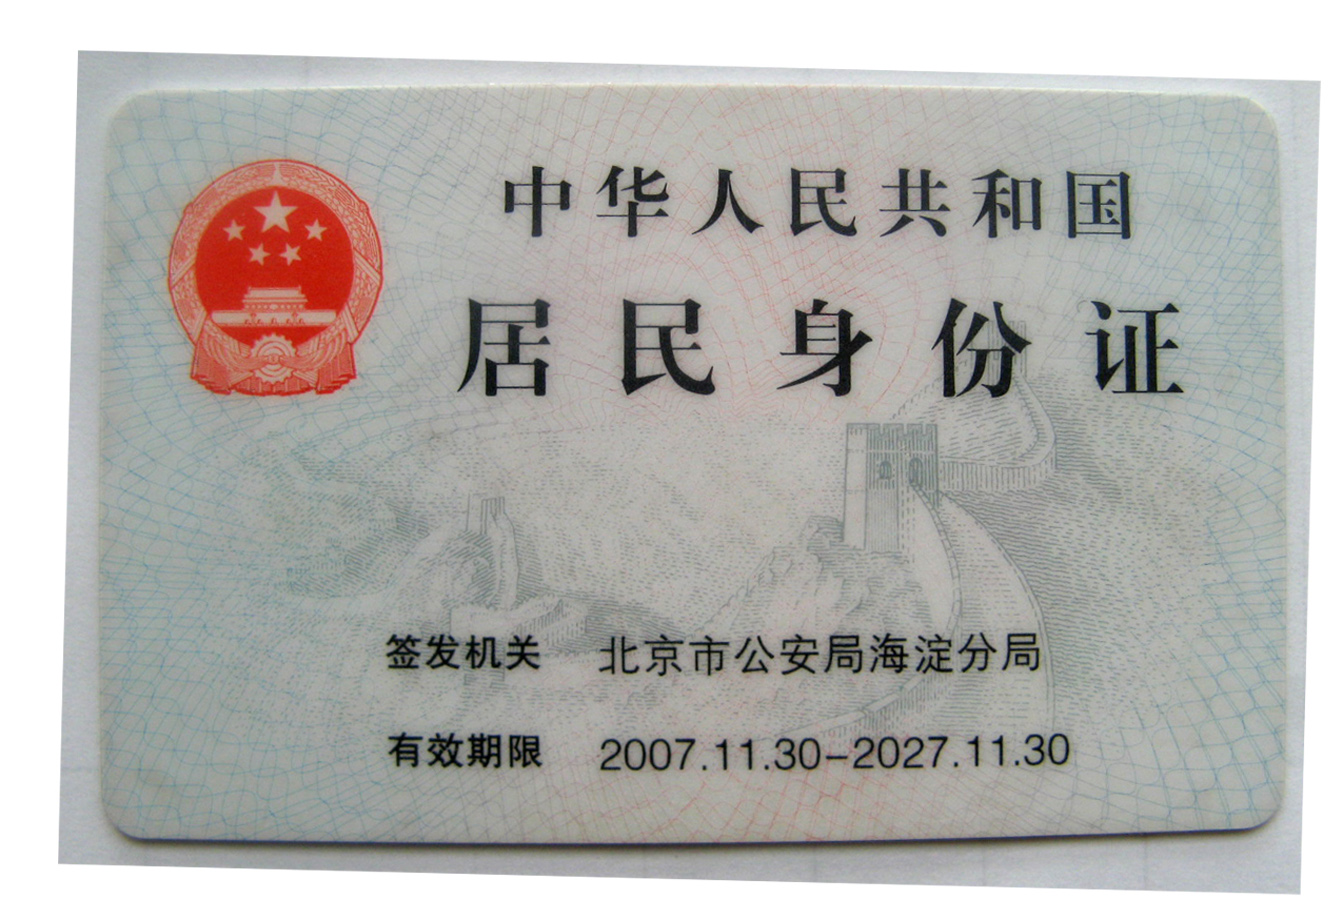 中华人民共和国
居民身份证
签发机关 北京市公安局海淀分局
有效期限 2007.11.30-2027.11.30